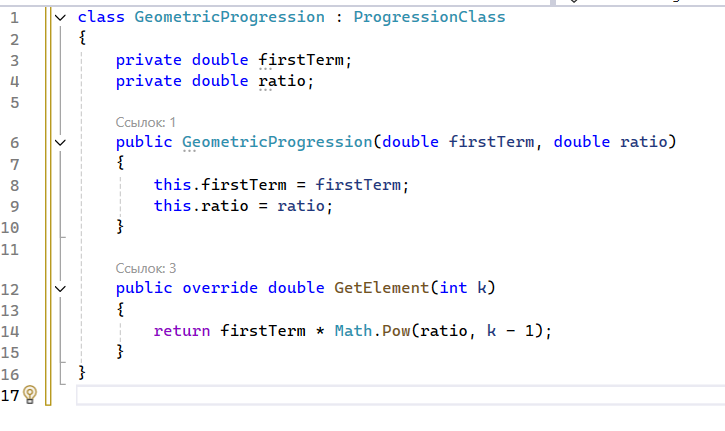 1 class GeometricProgression : ProgressionClass
2 {
3     private double firstTerm;
4     private double ratio;
5
Ссылок: 1
6     public GeometricProgression(double firstTerm, double ratio)
7     {
8         this.firstTerm = firstTerm;
9         this.ratio = ratio;
10     }
11
Ссылок: 3
12     public override double GetElement(int k)
13     {
14         return firstTerm * Math.Pow(ratio, k - 1);
15     }
16 }
17